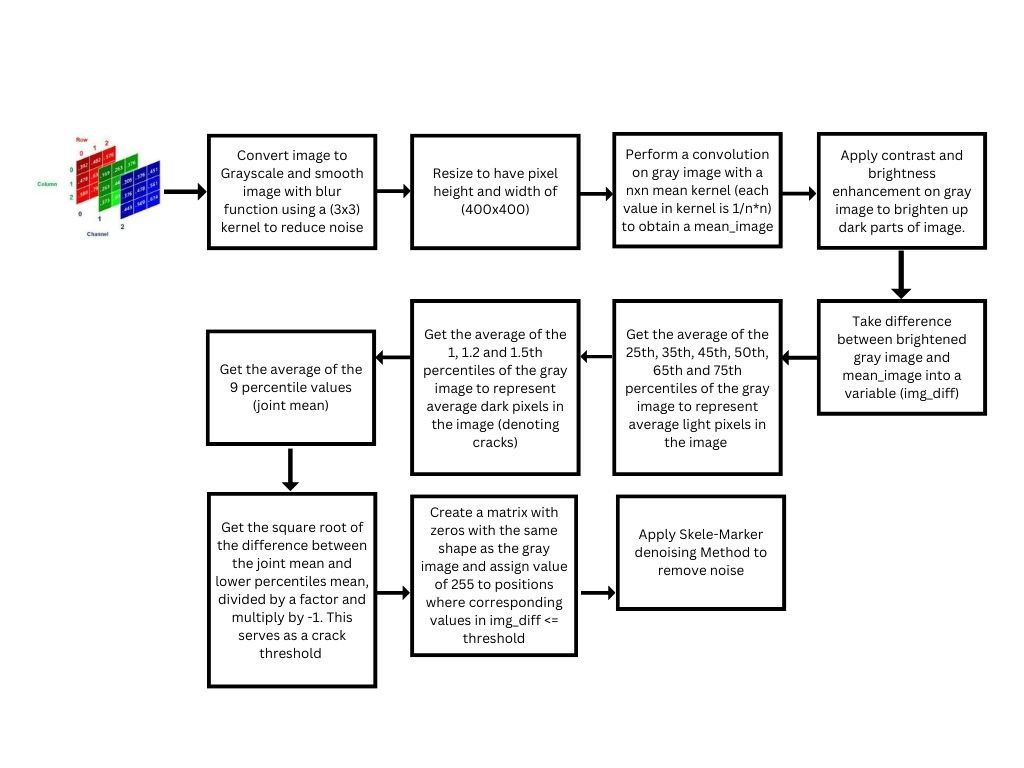 Row
0 1 2
Column
0
1
2
0
1
2
Channel
Convert image to
Grayscale and smooth
image with blur
function using a (3x3)
kernel to reduce noise
Resize to have pixel
height and width of
(400x400)
Perform a convolution
on gray image with a
nxn mean kernel (each
value in kernel is 1/n*n)
to obtain a mean_image
Apply contrast and
brightness
enhancement on gray
image to brighten up
dark parts of image.
Take difference
between brightened
gray image and
mean_image into a
variable (img_diff)
Get the average of the
25th, 35th, 45th, 50th,
65th and 75th
percentiles of the gray
image to represent
average light pixels in
the image
Get the average of the
1, 1.2 and 1.5th
percentiles of the gray
image to represent
average dark pixels in
the image (denoting
cracks)
Get the average of the
9 percentile values
(joint mean)
Get the square root of
the difference between
the joint mean and
lower percentiles mean,
divided by a factor and
multiply by -1. This
serves as a crack
threshold
Create a matrix with
zeros with the same
shape as the gray
image and assign value
of 255 to positions
where corresponding
values in img_diff <=
threshold
Apply Skele-Marker
denoising Method to
remove noise